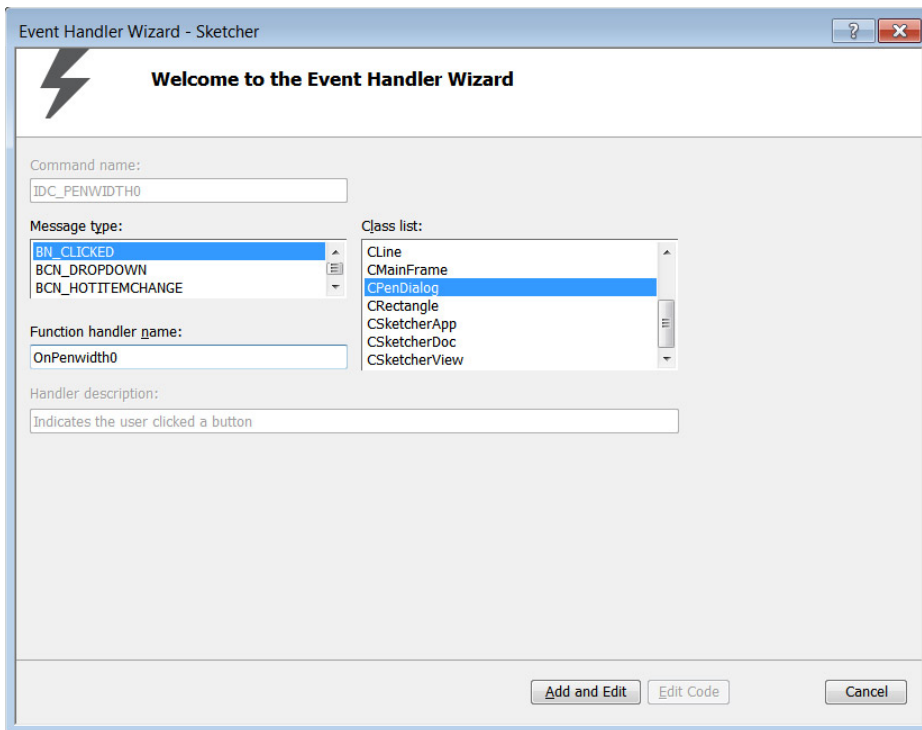 Event Handler Wizard - Sketcher
Welcome to the Event Handler Wizard
Command name:
IDC_PENWIDTH0
Message type:
BN_CLICKED
BCN_DROPDOWN
BCN_HOTITEMCHANGE
Class list:
CLine
CMainFrame
CPenDialog
CRectangle
CSketcherApp
CSketcherDoc
CSketcherView
Function handler name:
OnPenwidth0
Handler description:
Indicates the user clicked a button
Add and Edit
Edit Code
Cancel